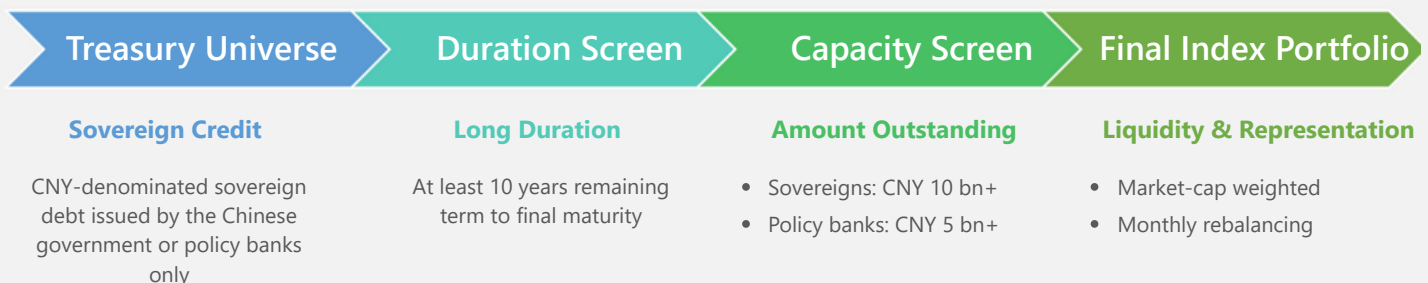 Treasury Universe
Duration Screen
Capacity Screen
Final Index Portfolio
Sovereign Credit
CNY-denominated sovereign
debt issued by the Chinese
government or policy banks
only
Long Duration
At least 10 years remaining
term to final maturity
Amount Outstanding
• Sovereigns: CNY 10 bn+
• Policy banks: CNY 5 bn+
Liquidity & Representation
• Market-cap weighted
• Monthly rebalancing